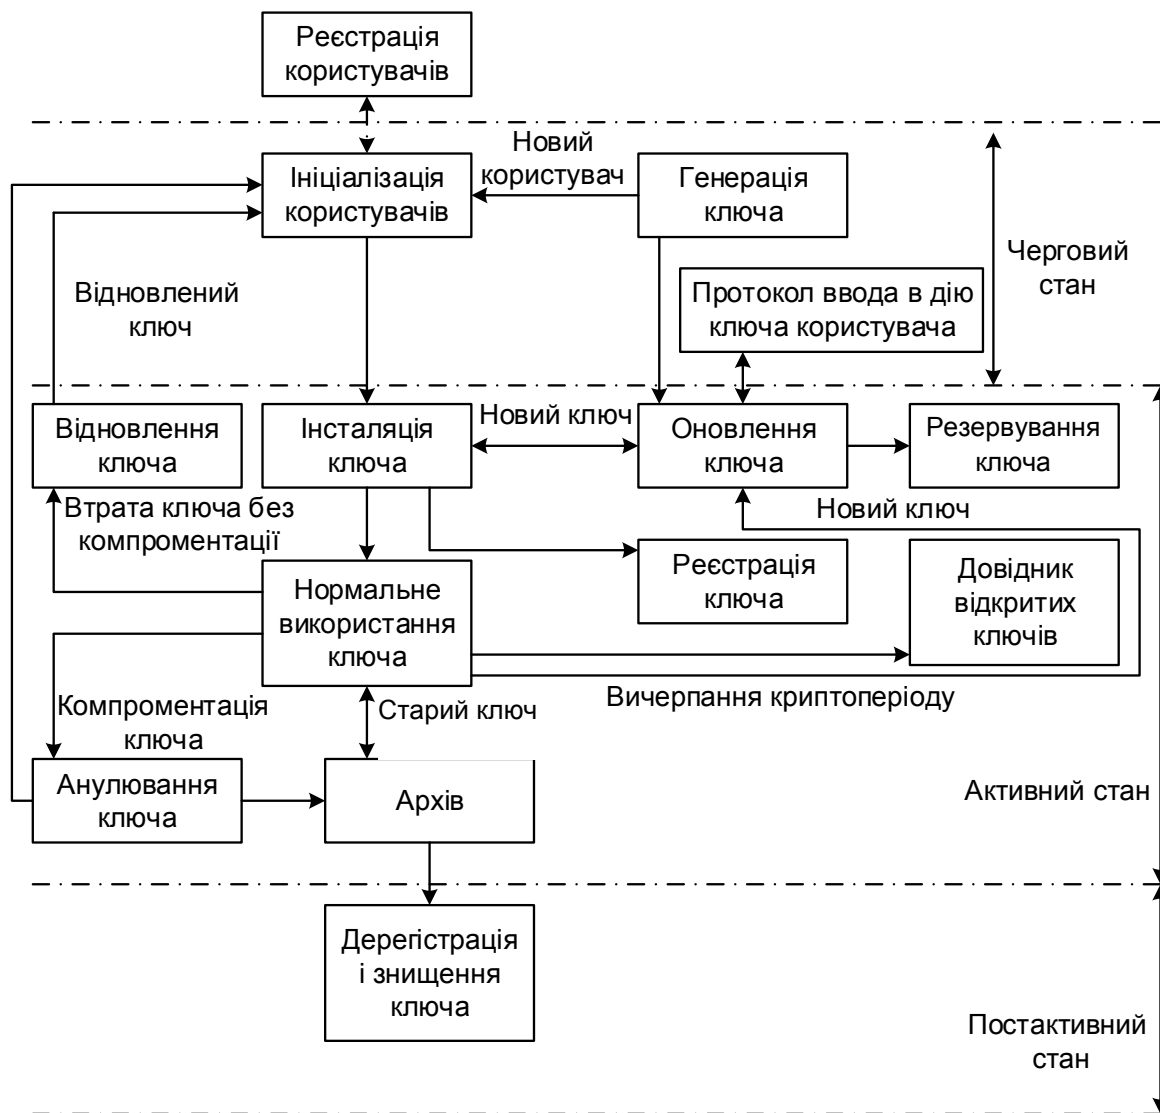 Реєстрація
користувачів
Ініціалізація
користувачів
Новий
користувач
Генерація
ключа
Черговий
стан
Відновлений
ключ
Протокол ввода в дію
ключа користувача
Відновлення
ключа
Інсталяція
ключа
Новий ключ
Оновлення
ключа
Резервування
ключа
Втрата ключа без
компроментації
Новий ключ
Нормальне
використання
ключа
Реєстрація
ключа
Довідник
відкритих
ключів
Вичерпання криптоперіоду
Компроментація
ключа
Старий ключ
Анулювання
ключа
Архів
Активний стан
Дерегістрація
і знищення
ключа
Постактивний
стан